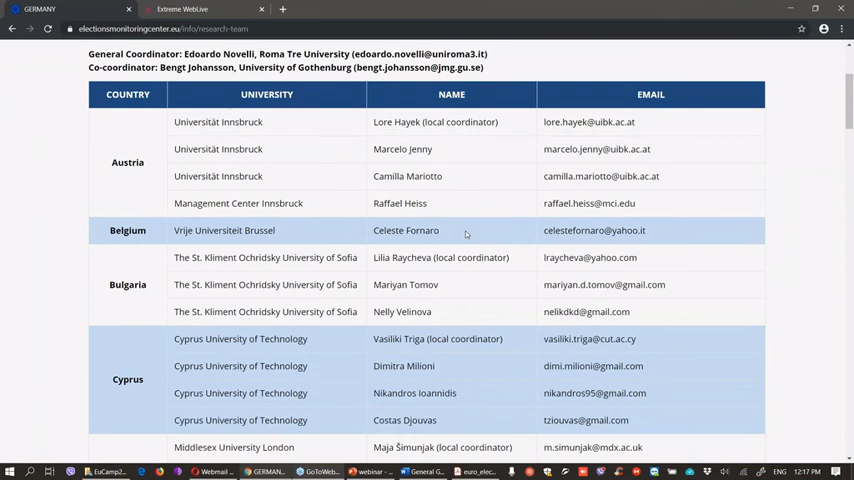 GERMANY
Extreme WebLive
electionsmonitoringcenter.eu/info/research-team
General Coordinator: Edoardo Novelli, Roma Tre University (edoardo.novelli@uniroma3.it)
Co-coordinator: Bengt Johansson, University of Gothenburg (bengt.johansson@jmg.gu.se)
COUNTRY UNIVERSITY NAME EMAIL
Universität Innsbruck Lore Hayek (local coordinator) lore.hayek@uibk.ac.at
Universität Innsbruck Marcelo Jenny marcelo.jenny@uibk.ac.at
Austria
Universität Innsbruck Camilla Mariotto camilla.mariotto@uibk.ac.at
Management Center Innsbruck Raffael Heiss raffael.heiss@mci.edu
Belgium Vrije Universiteit Brussel Celeste Fornaro celestefornaro@yahoo.it
The St. Kliment Ochridsky University of Sofia Lilia Raycheva (local coordinator) lraycheva@yahoo.com
Bulgaria The St. Kliment Ochridsky University of Sofia Mariyan Tomov mariyan.d.tomov@gmail.com
The St. Kliment Ochridsky University of Sofia Nelly Velinova nelikdkd@gmail.com
Cyprus University of Technology Vasiliki Triga (local coordinator) vasiliki.triga@cut.ac.cy
Cyprus University of Technology Dimitra Milioni dimi.milioni@gmail.com
Cyprus
Cyprus University of Technology Nikandros Ioannidis nikandros95@gmail.com
Cyprus University of Technology Costas Djouvas tziouvas@gmail.com
Middlesex University London Maja Šimunjak (local coordinator) m.simunjak@mdx.ac.uk
EuCamp2... Webmail ... GERMAN... GoToWeb... webinar - ... General G... euro_elec... ENG 12:17 PM